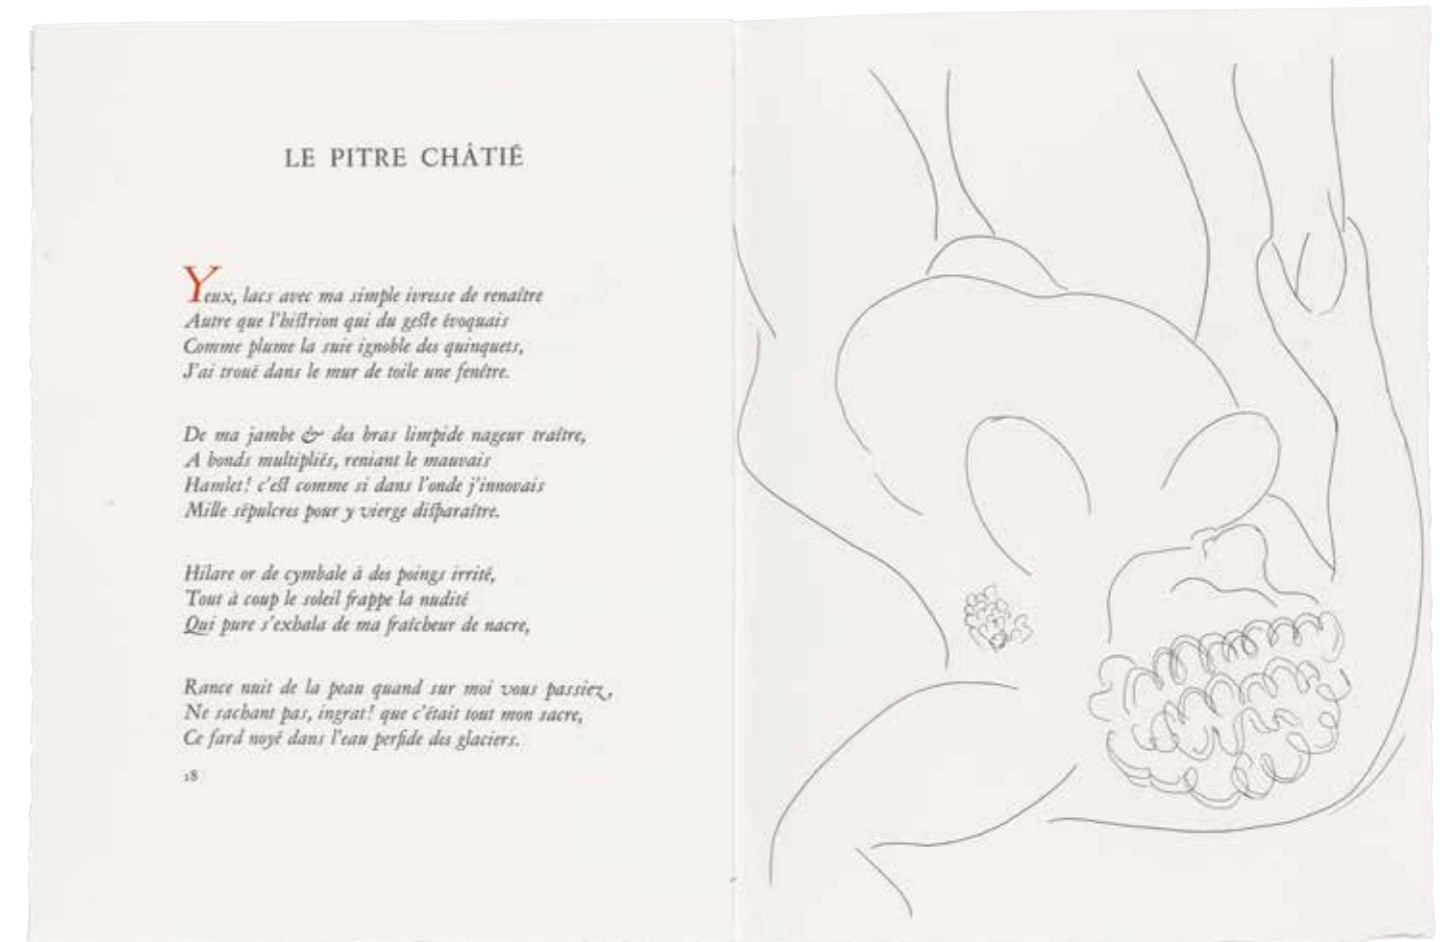 LE PITRE CHÂTIÉ
Yeux, lacs avec ma simple ivresse de renaître
Autre que l'histrion qui du geste évoquais
Comme plume la suie ignoble des quinquets,
J'ai troué dans le mur de toile une fenêtre.
De ma jambe & des bras limpide nageur traître,
A bonds multipliés, reniant le mauvais
Hamlet! c'est comme si dans l'onde j'innovais
Mille sépulcres pour y vierge disparaître.
Hilare or de cymbale à des poings irrité,
Tout à coup le soleil frappe la nudité
Qui pure s'exhala de ma fraîcheur de nacre,
Rance nuit de la peau quand sur moi vous passiez,
Ne sachant pas, ingrat! que c'était tout mon sacre,
Ce fard noyé dans l'eau perfide des glaciers.
18